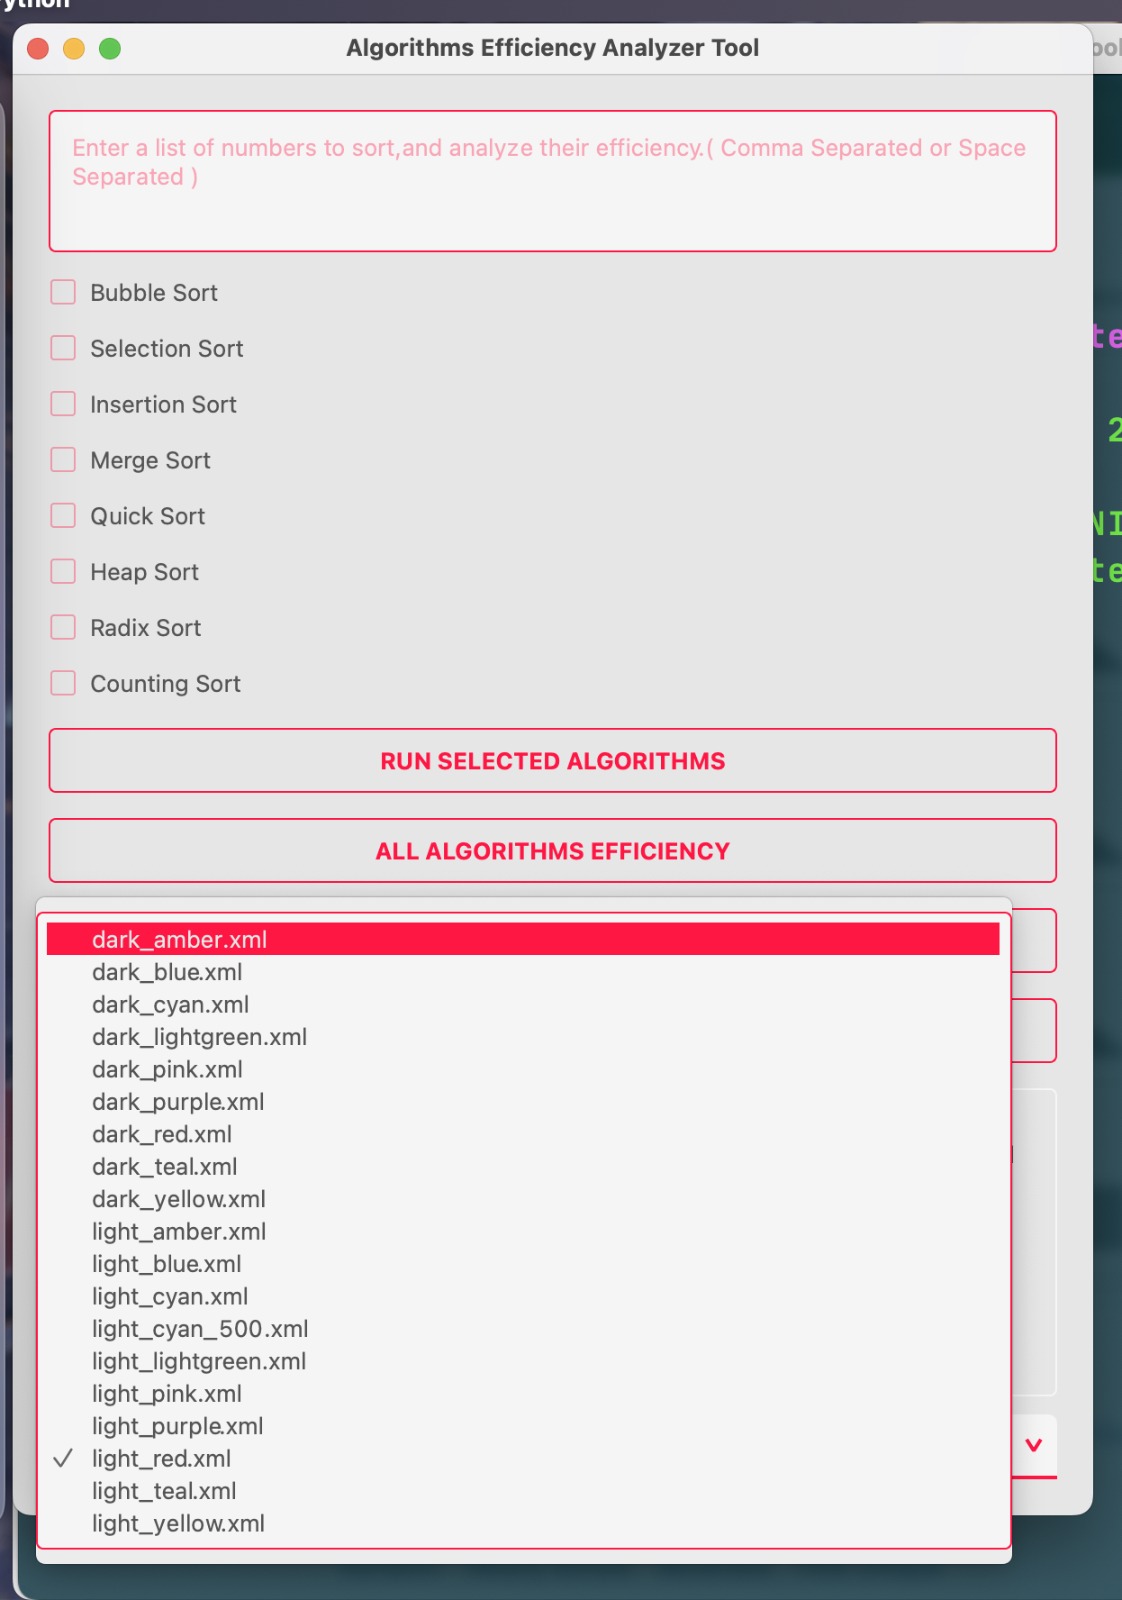 ython
Algorithms Efficiency Analyzer Tool
Enter a list of numbers to sort,and analyze their efficiency.( Comma Separated or Space
Separated )
Bubble Sort
Selection Sort
Insertion Sort
Merge Sort
Quick Sort
Heap Sort
Radix Sort
Counting Sort
RUN SELECTED ALGORITHMS
ALL ALGORITHMS EFFICIENCY
dark_amber.xml
dark_blue.xml
dark_cyan.xml
dark_lightgreen.xml
dark_pink.xml
dark_purple.xml
dark_red.xml
dark_teal.xml
dark_yellow.xml
light_amber.xml
light_blue.xml
light_cyan.xml
light_cyan_500.xml
light_lightgreen.xml
light_pink.xml
light_purple.xml
light_red.xml
light_teal.xml
light_yellow.xml